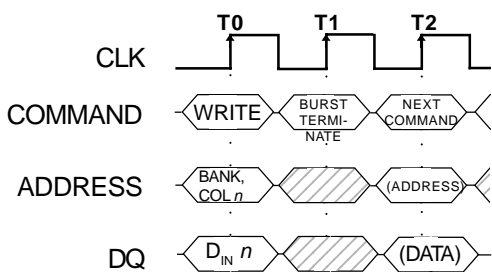 T0 T1 T2
CLK
COMMAND WRITE BURST TERMI-NATE NEXT COMMAND
ADDRESS BANK, COL n (ADDRESS)
DQ DIN n (DATA)